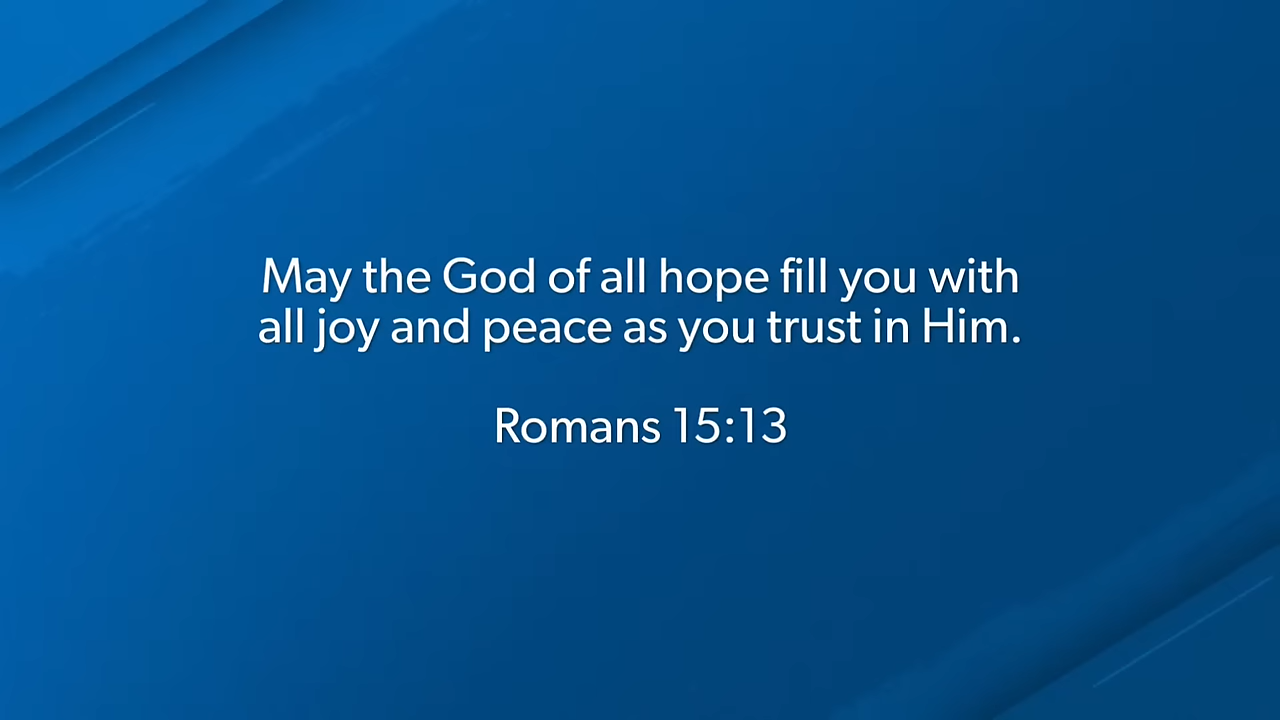 May the God of all hope fill you with
all joy and peace as you trust in Him.
Romans 15:13